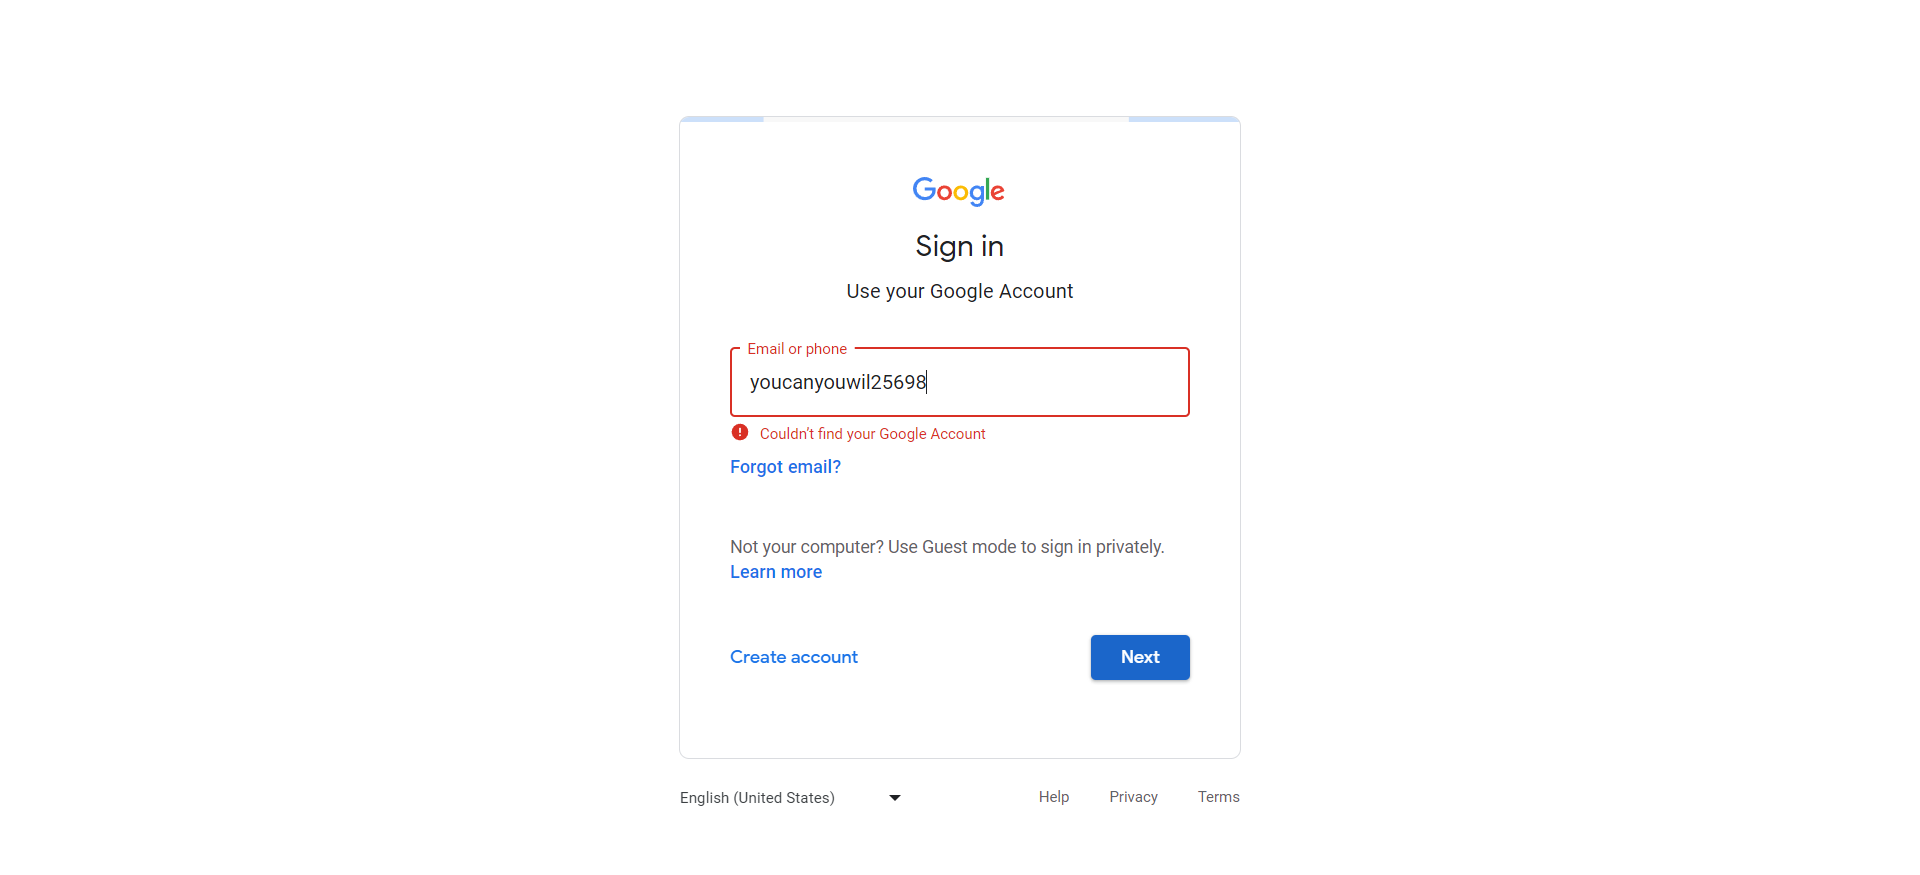 Google
Sign in
Use your Google Account
Email or phone
youcanyouwil25698
Couldn't find your Google Account
Forgot email?
Not your computer? Use Guest mode to sign in privately.
Learn more
Create account
Next
English (United States)
Help
Privacy
Terms